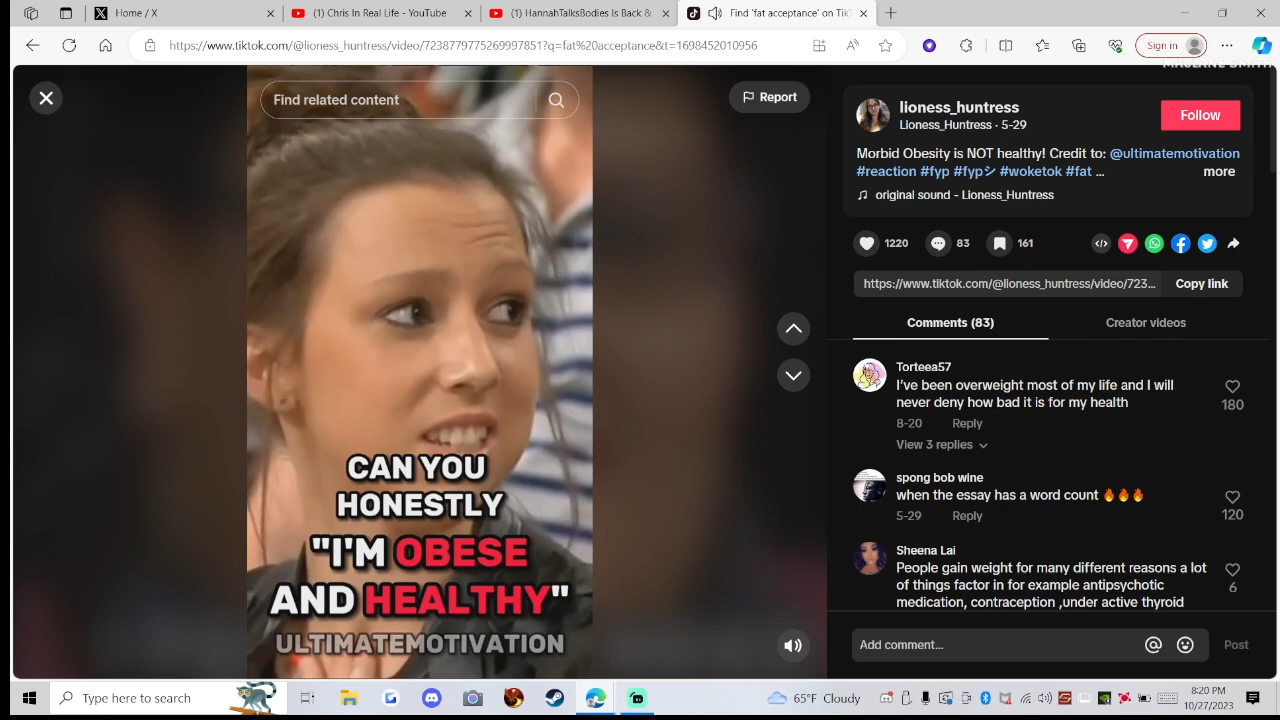 Home / X
(1) Chris In Real Life - YouTube
(1) HannahTalksBodies Is Back &
Find 'fat acceptance' on Tik
https://www.tiktok.com/@lioness_huntress/video/7238779775269997851?q=fat%20acceptance&t=1698452010956
Sign in
Find related content
Report
CAN YOU
HONESTLY
"I'M OBESE
AND HEALTHY"
ULTIMATEMOTIVATION
lioness_huntress
Lioness_Huntress · 5-29
Follow
Morbid Obesity is NOT healthy! Credit to: @ultimatemotivation
#reaction #fyp #fypシ #woketok #fat ...
more
original sound - Lioness_Huntress
1220
83
161
https://www.tiktok.com/@lioness_huntress/video/723...
Copy link
Comments (83)
Creator videos
Torteea57
I've been overweight most of my life and I will
never deny how bad it is for my health
180
8-20 Reply
View 3 replies
spong bob wine
when the essay has a word count 🔥🔥🔥
120
5-29 Reply
Sheena Lai
People gain weight for many different reasons a lot
of things factor in for example antipsychotic
6
medication, contraception ,under active thyroid
Add comment...
Post
Type here to search
65°F Cloudy
8:20 PM
10/27/2023